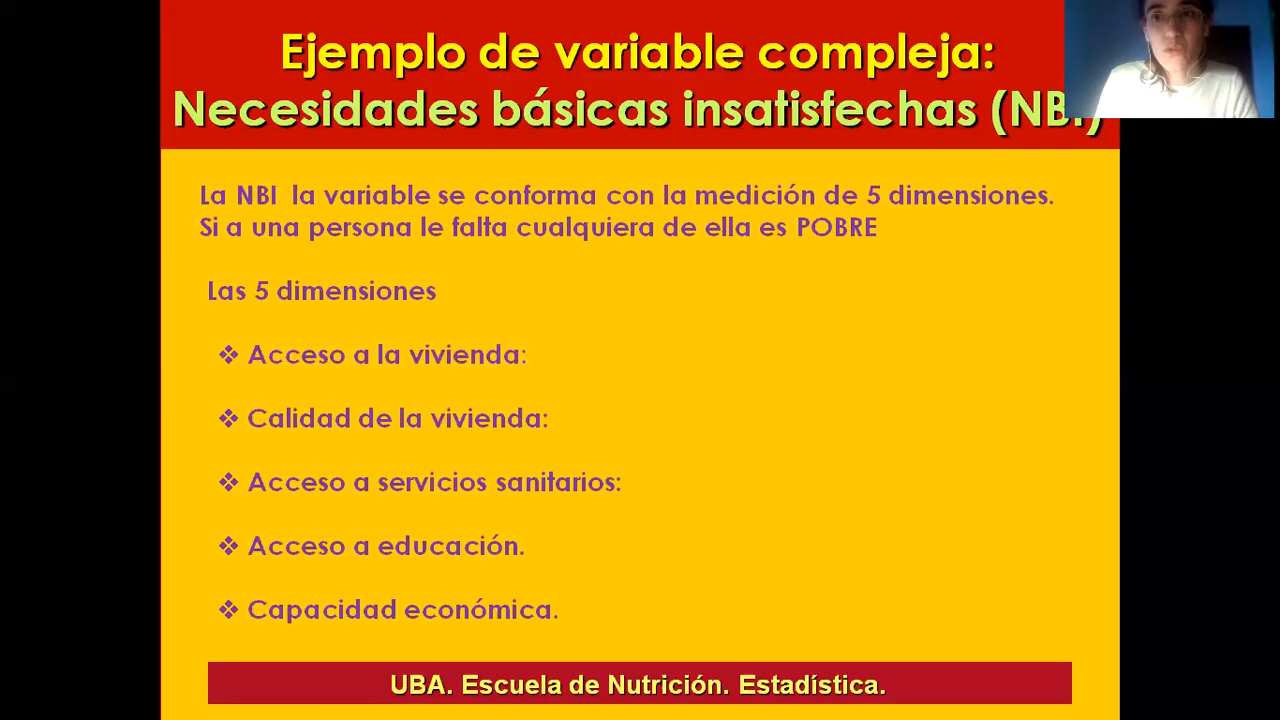 Ejemplo de variable compleja:
Necesidades básicas insatisfechas (NBI)
La NBI la variable se conforma con la medición de 5 dimensiones.
Si a una persona le falta cualquiera de ella es POBRE
Las 5 dimensiones
❖ Acceso a la vivienda:
❖ Calidad de la vivienda:
❖ Acceso a servicios sanitarios:
❖ Acceso a educación.
❖ Capacidad económica.
UBA. Escuela de Nutrición. Estadística.